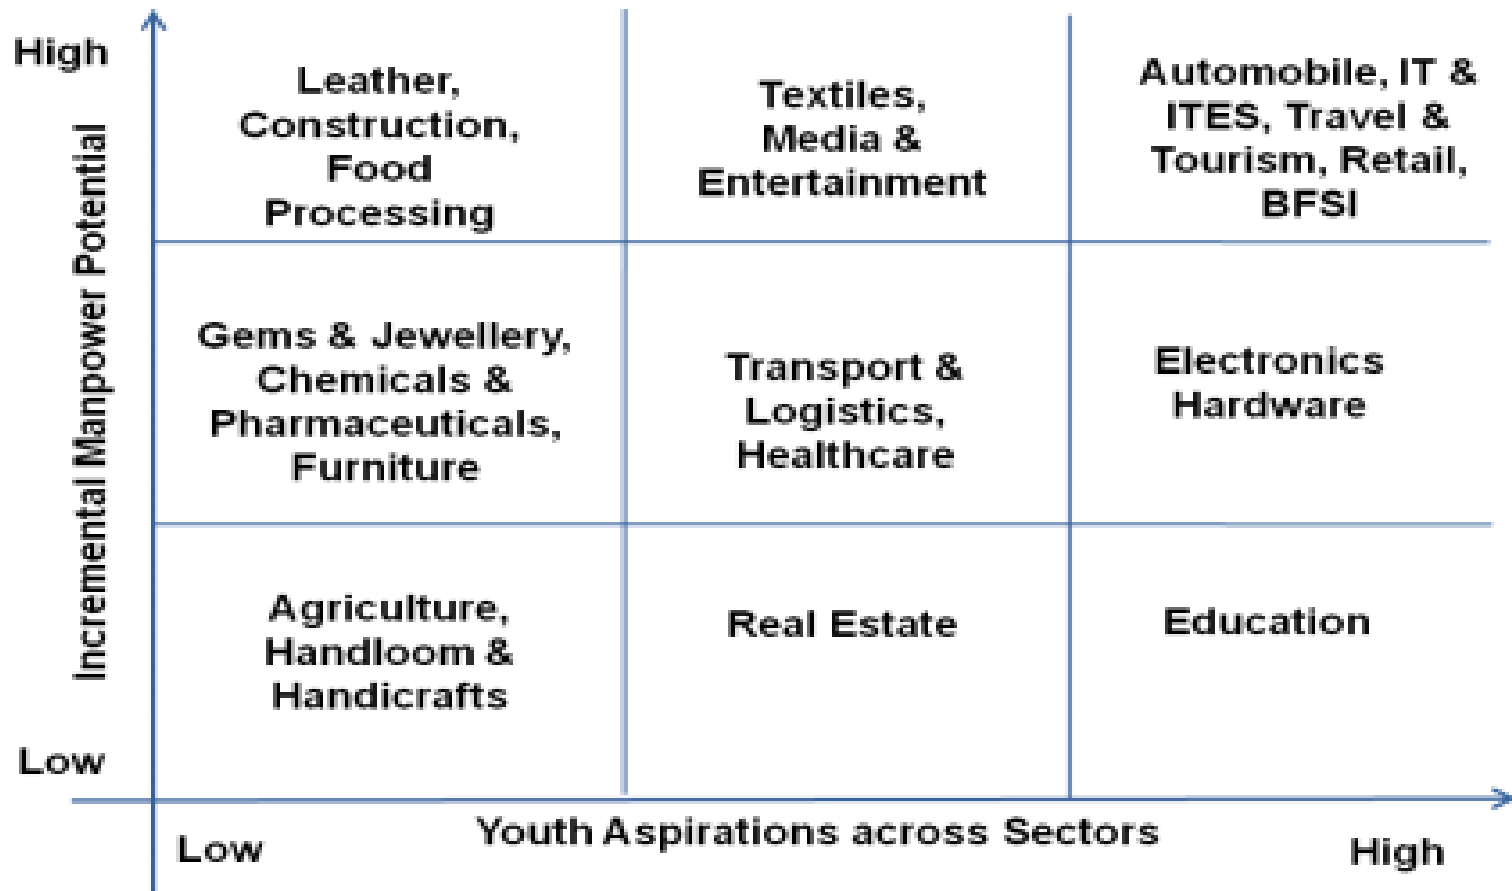 High
Leather,
Construction,
Food
Processing
Textiles,
Media &
Entertainment
Automobile, IT &
ITES, Travel &
Tourism, Retail,
BFSI
Incremental Manpower Potential
Gems & Jewellery,
Chemicals &
Pharmaceuticals,
Furniture
Transport &
Logistics,
Healthcare
Electronics
Hardware
Agriculture,
Handloom &
Handicrafts
Real Estate
Education
Low
Low
Youth Aspirations across Sectors
High